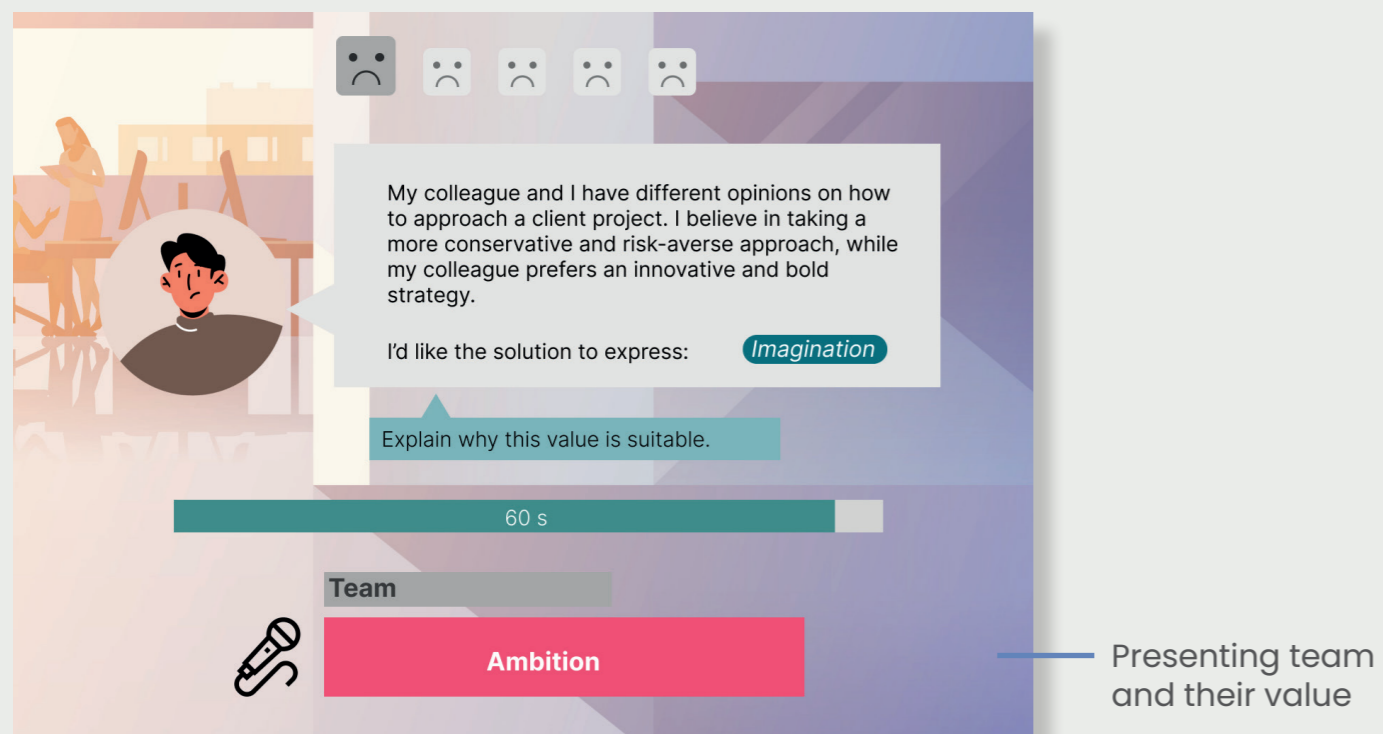 My colleague and I have different opinions on how
to approach a client project. I believe in taking a
more conservative and risk-averse approach, while
my colleague prefers an innovative and bold
strategy.
I’d like the solution to express: Imagination
Explain why this value is suitable.
60 s
Team
Ambition
Presenting team
and their value